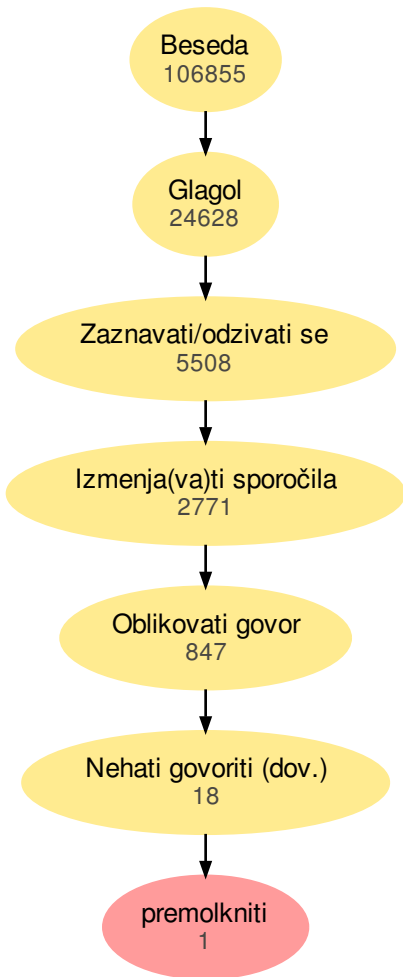 Beseda
106855
Glagol
24628
Zaznavati/odzivati se
5508
Izmenja(va)ti sporočila
2771
Oblikovati govor
847
Nehati govoriti (dov.)
18
premolkniti
1